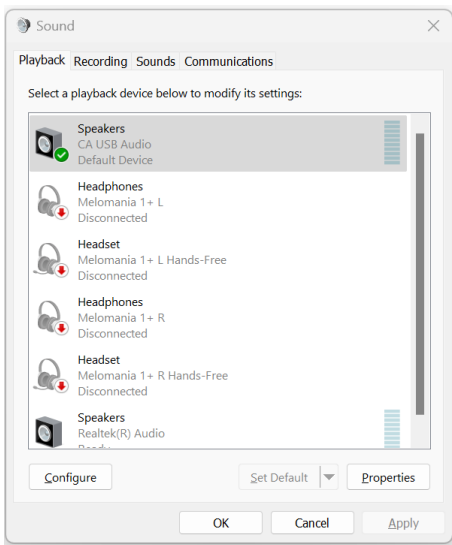 Sound
Playback Recording Sounds Communications
Select a playback device below to modify its settings:
Speakers
CA USB Audio
Default Device
Headphones
Melomania 1+ L
Disconnected
Headset
Melomania 1+ L Hands-Free
Disconnected
Headphones
Melomania 1+ R
Disconnected
Headset
Melomania 1+ R Hands-Free
Disconnected
Speakers
Realtek(R) Audio
Ready
Configure Set Default Properties
OK Cancel Apply